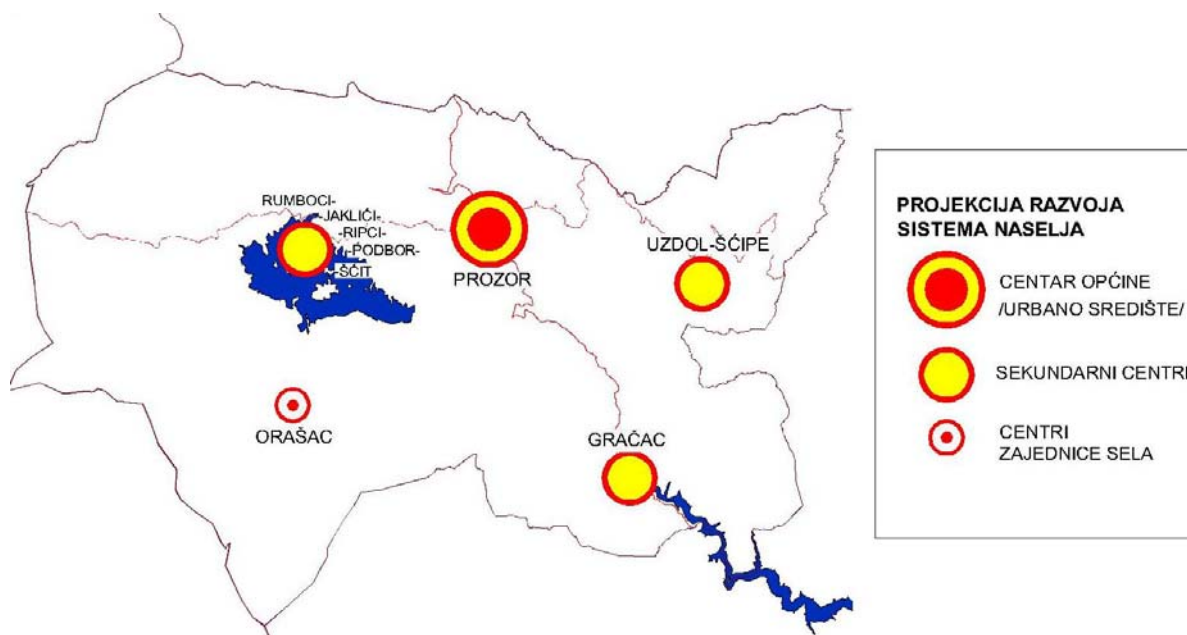 RUMBOCI-
-JAKLIĆI-
-RIPCI-
-PODBOR-
-ŠĆIT
PROZOR
UZDOL-ŠĆIPE
ORAŠAC
GRAČAC
PROJEKCIJA RAZVOJA
SISTEMA NASELJA
CENTAR OPĆINE
/URBANO SREDIŠTE/
SEKUNDARNI CENTRI
CENTRI
ZAJEDNICE SELA